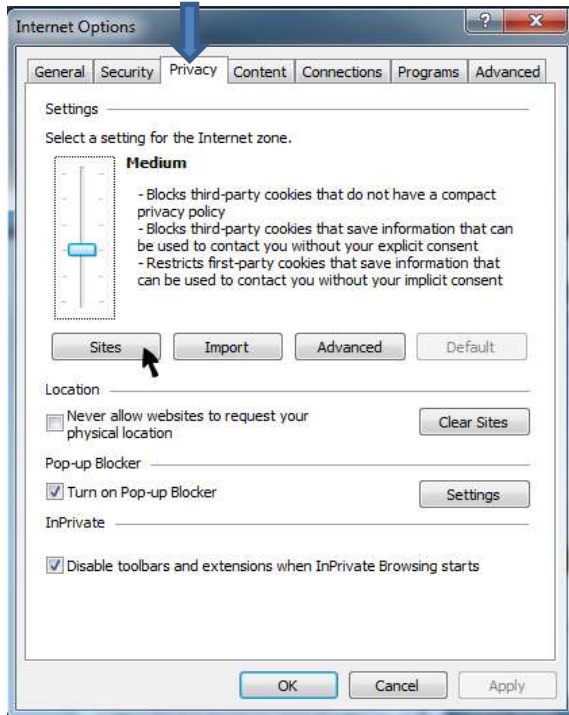 Internet Options
General Security Privacy Content Connections Programs Advanced
Settings
Select a setting for the Internet zone.
Medium
- Blocks third-party cookies that do not have a compact
privacy policy
- Blocks third-party cookies that save information that can
be used to contact you without your explicit consent
- Restricts first-party cookies that save information that
can be used to contact you without your implicit consent
Sites Import Advanced Default
Location
Never allow websites to request your
physical location
Clear Sites
Pop-up Blocker
Turn on Pop-up Blocker
Settings
InPrivate
Disable toolbars and extensions when InPrivate Browsing starts
OK Cancel Apply